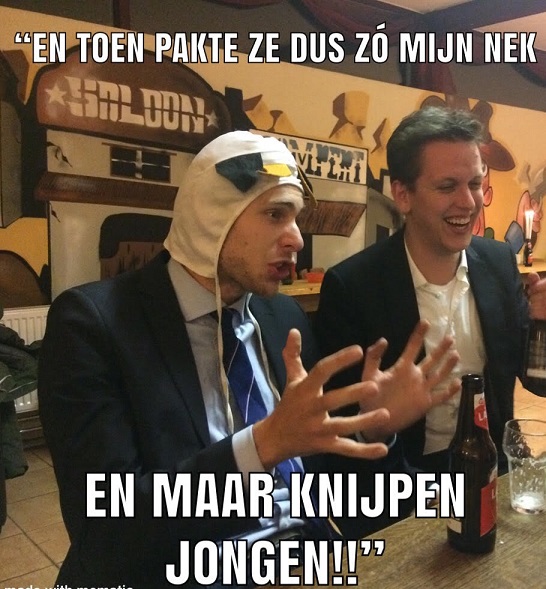 “EN TOEN PAKTE ZE DUS ZÓ MIJN NEK
SALOON
EN MAAR KNIJPEN
JONGEN!!”
made with mematic